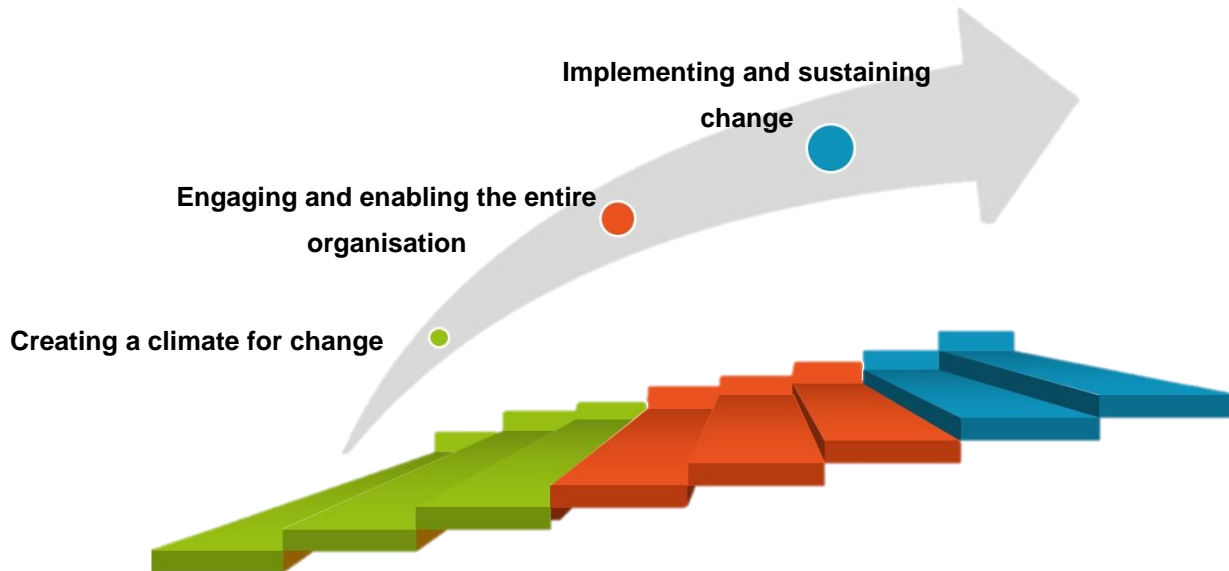 Implementing and sustaining
change
Engaging and enabling the entire
organisation
Creating a climate for change